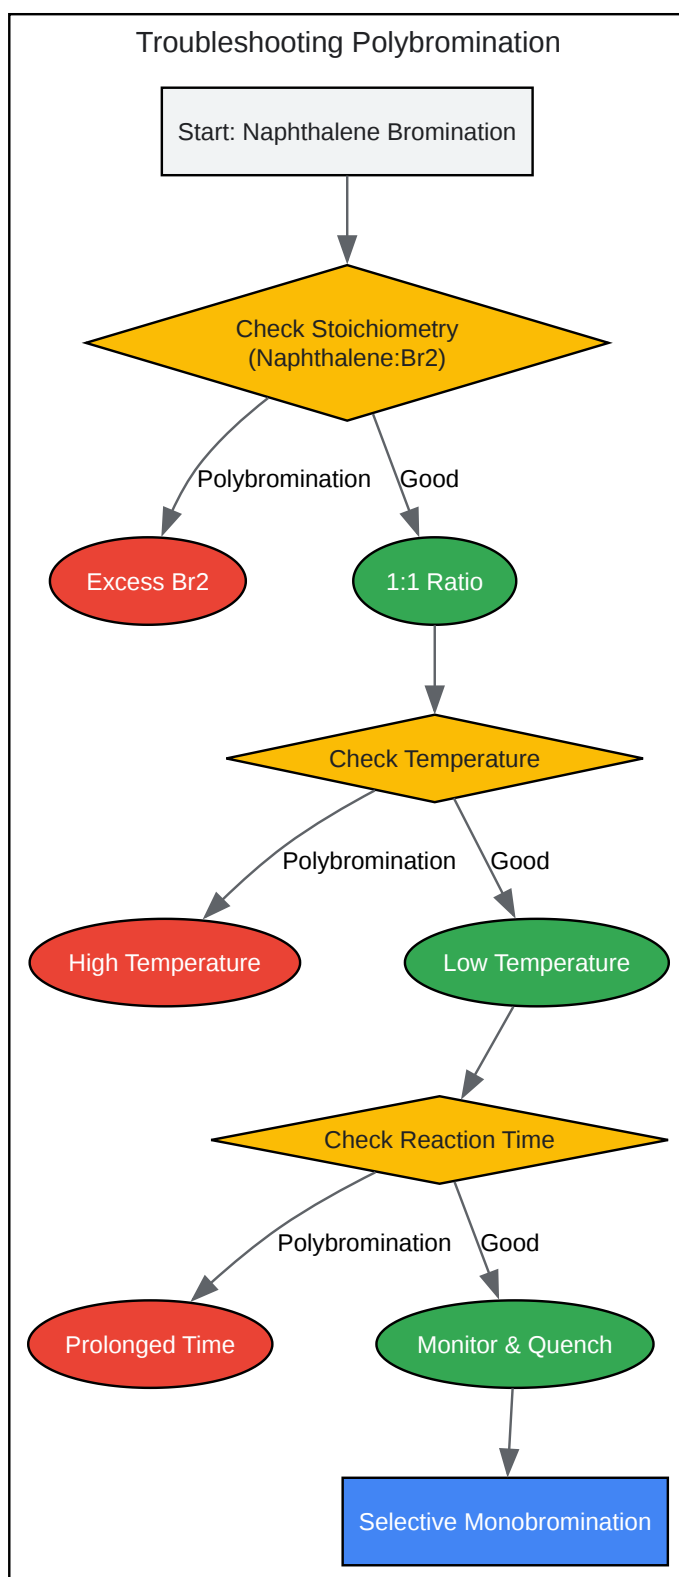 Troubleshooting Polybromination
Start: Naphthalene Bromination
Check Stoichiometry
(Naphthalene:Br2)
Polybromination
Good
Excess Br2
1:1 Ratio
Check Temperature
Polybromination
Good
High Temperature
Low Temperature
Check Reaction Time
Polybromination
Good
Prolonged Time
Monitor & Quench
Selective Monobromination